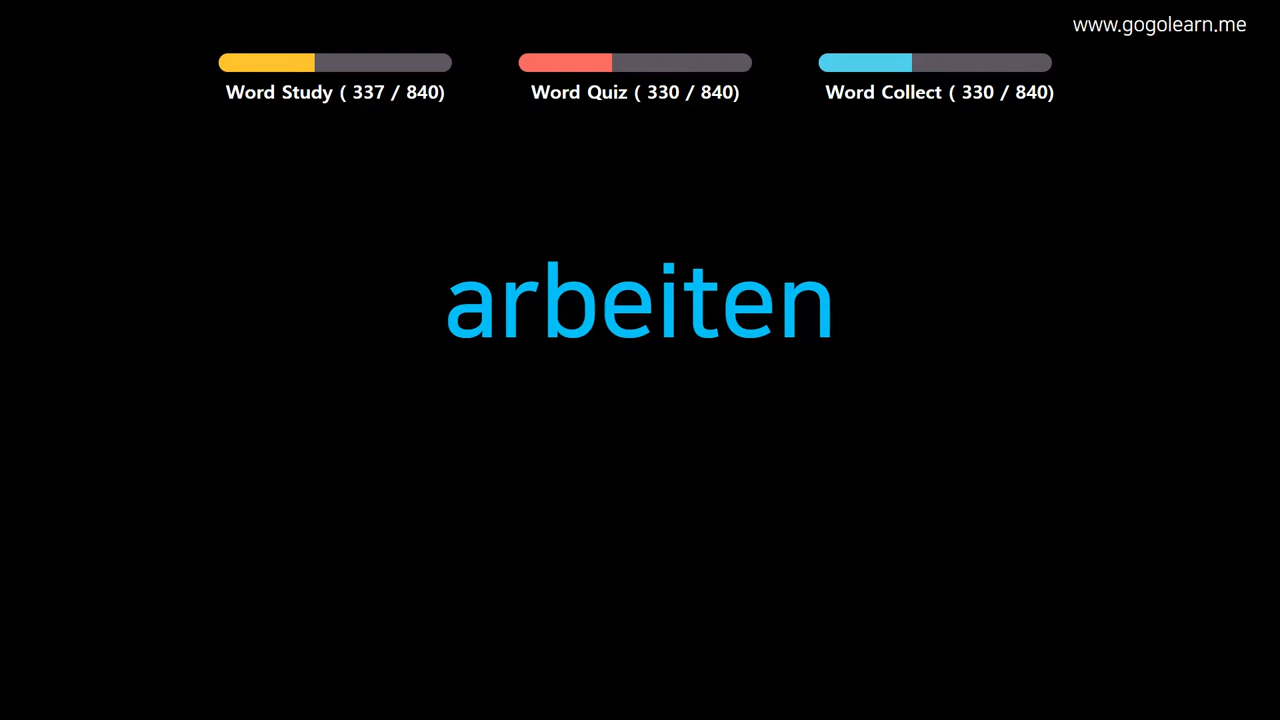 www.gogolearn.me
Word Study ( 337 / 840)
Word Quiz ( 330 / 840)
Word Collect ( 330 / 840)
arbeiten